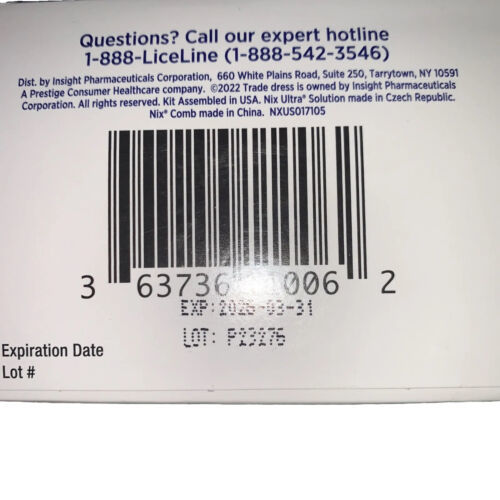 Questions? Call our expert hotline
1-888-LiceLine (1-888-542-3546)
Dist. by Insight Pharmaceuticals Corporation, 660 White Plains Road, Suite 250, Tarrytown, NY 10591
A Prestige Consumer Healthcare company. ©2022 Trade dress is owned by Insight Pharmaceuticals
Corporation. All rights reserved. Kit Assembled in USA. Nix Ultra® Solution made in Czech Republic.
Nix® Comb made in China. NXUS017105
3 2
EXP: 2026-03-31
LOT: P23276
Expiration Date
Lot #